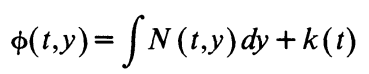 ϕ(t,y) = ∫ N(t,y) dy + k(t)